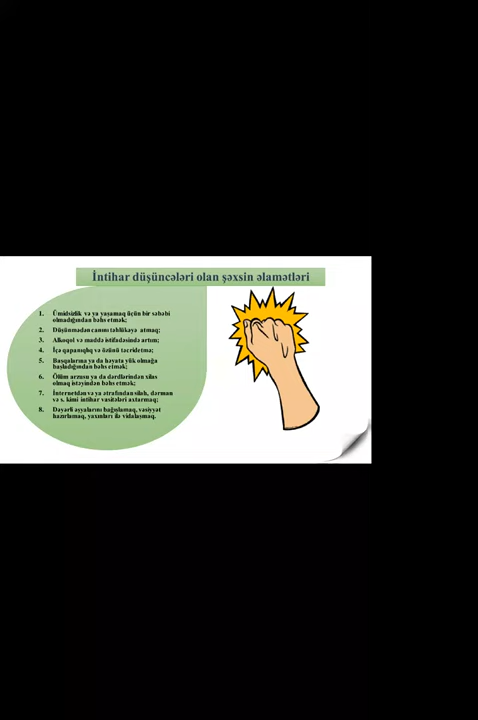 İntihar düşüncələri olan şəxsin əlamətləri
1. Ümidsizlik və ya yaşamaq üçün bir səbəbi
olmadığından bəhs etmək;
2. Düşünmədən canını təhlükəyə atmaq;
3. Alkoqol və maddə istifadəsində artım;
4. İçə qapanıqlıq və özünü təcridetmə;
5. Başqalarına ya da həyata yük olmağa
başladığından bəhs etmək;
6. Ölüm arzusu ya da dərdlərindən xilas
olmaq istəyindən bəhs etmək;
7. İnternetdən və ya ətrafından silah, dərman
və s. kimi intihar vasitələri axtarmaq;
8. Dəyərli əşyalarını bağışlamaq, vəsiyyət
hazırlamaq, yaxınları ilə vidalaşmaq.